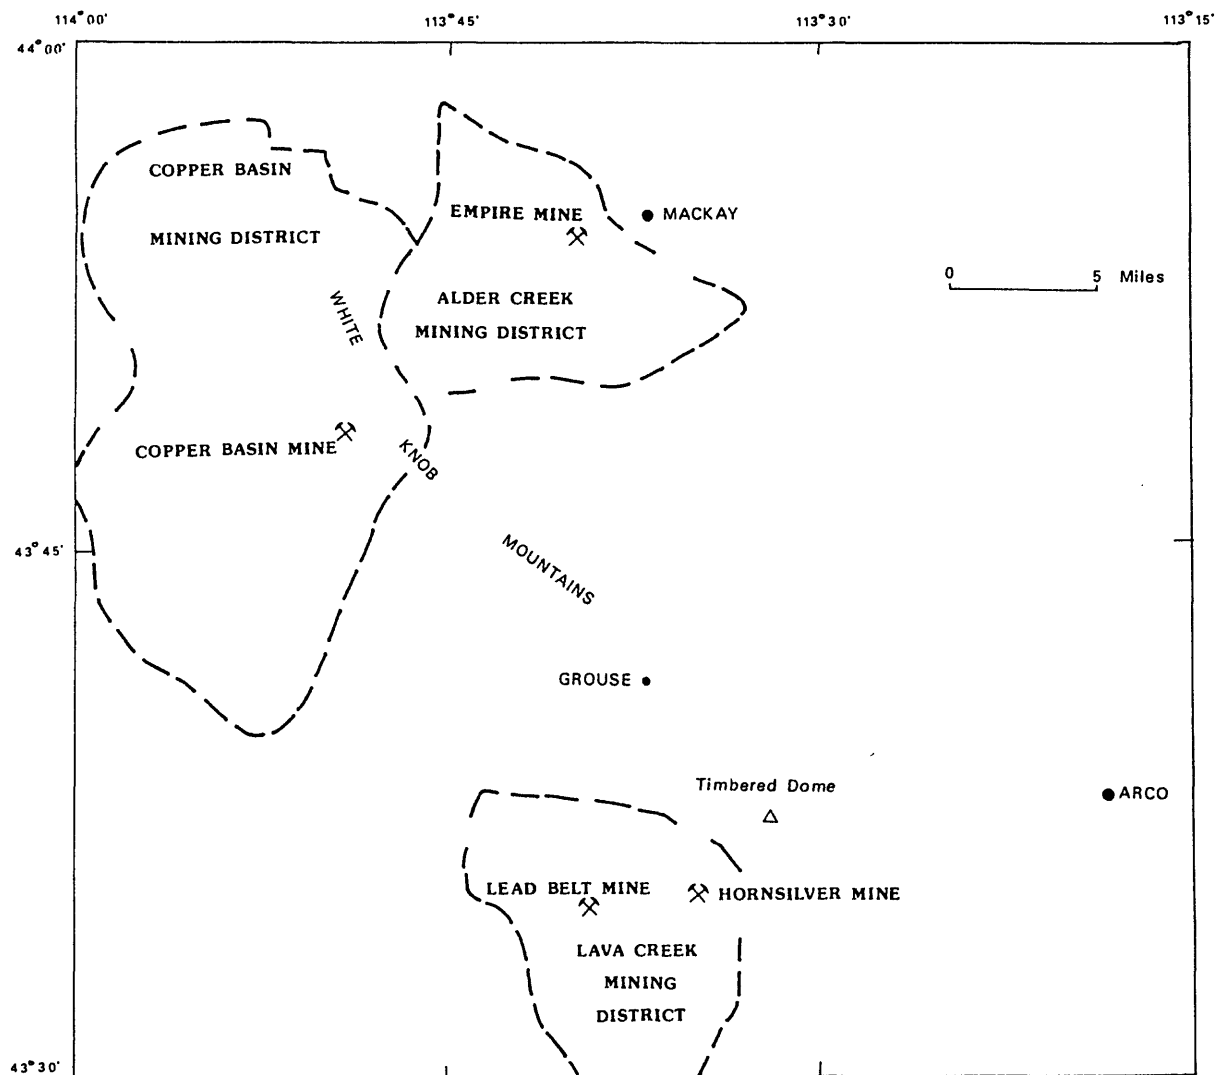 114°00' 113°45' 113°30' 113°15'
44°00'
COPPER BASIN
MINING DISTRICT
EMPIRE MINE
MACKAY
0 5 Miles
ALDER CREEK
MINING DISTRICT
WHITE
KNOB
MOUNTAINS
COPPER BASIN MINE
43°45'
GROUSE
Timbered Dome
ARCO
LEAD BELT MINE
HORNSILVER MINE
LAVA CREEK
MINING
DISTRICT
43°30'